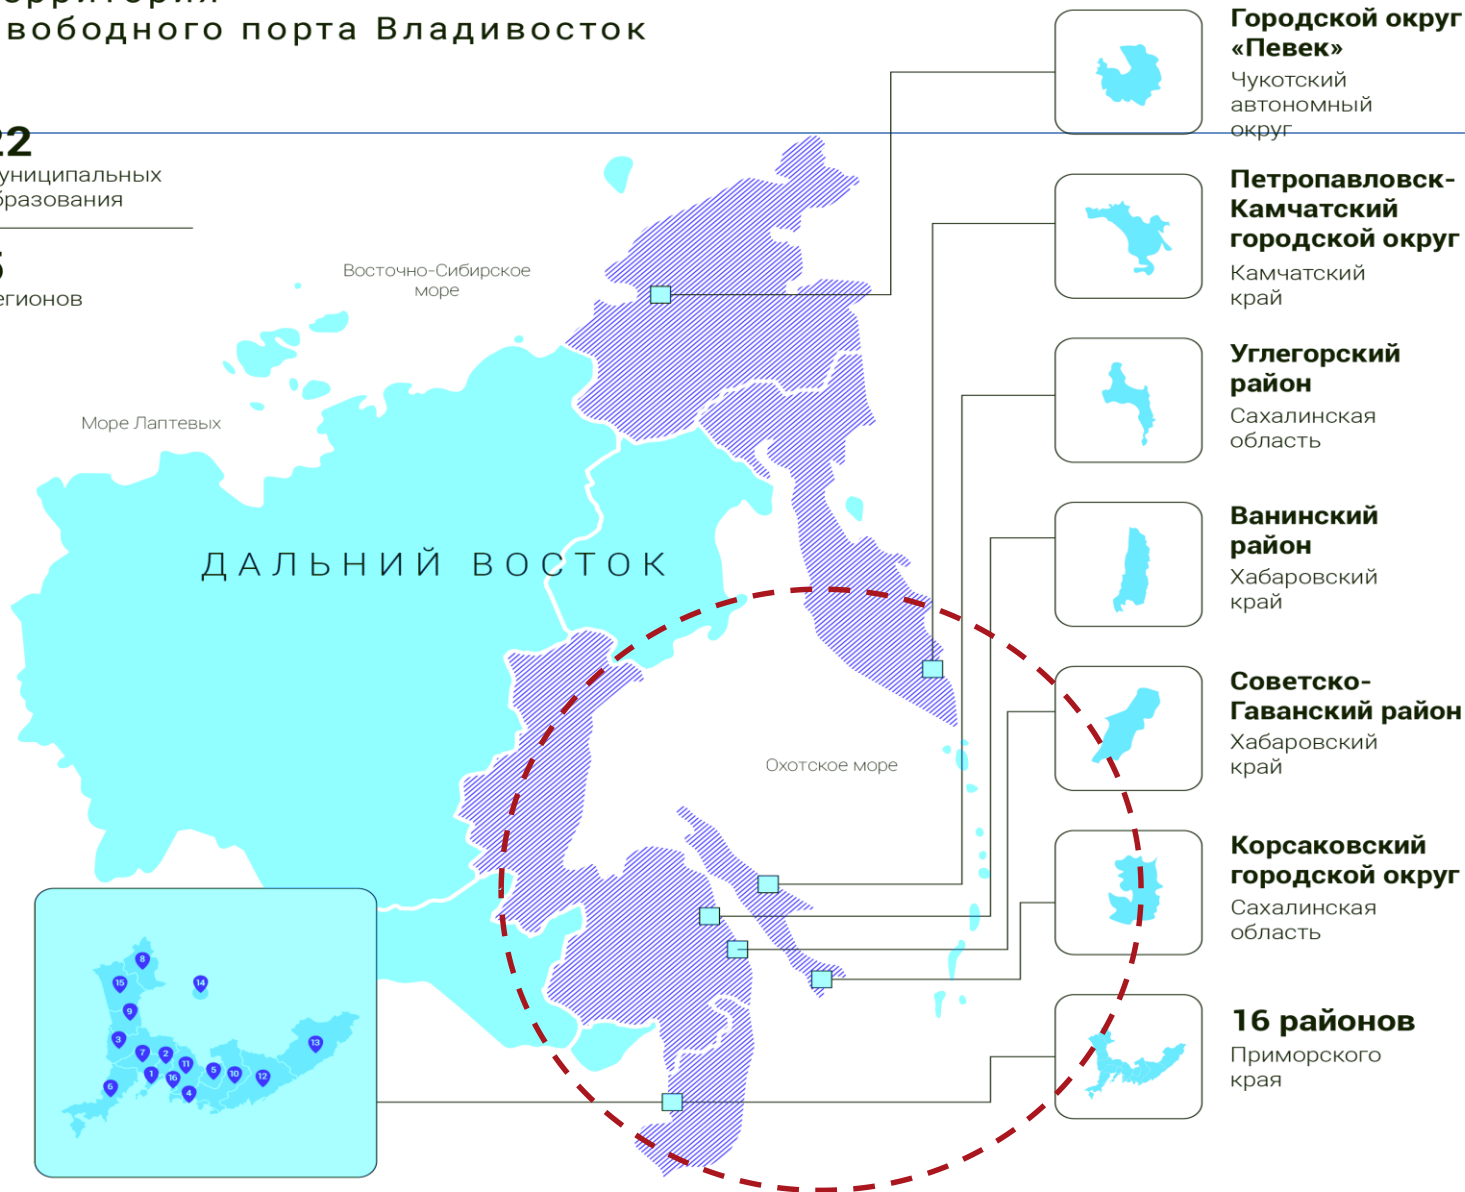 ерритория
вободного порта Владивосток
22
униципальных
бразования
5
егионов
Восточно-Сибирское
море
Море Лаптевых
ДАЛЬНИЙ ВОСТОК
Охотское море
Городской округ
«Певек»
Чукотский
автономный
округ
Петропавловск-
Камчатский
городской округ
Камчатский
край
Углегорский
район
Сахалинская
область
Ванинский
район
Хабаровский
край
Советско-
Гаванский район
Хабаровский
край
Корсаковский
городской округ
Сахалинская
область
16 районов
Приморского
края
8
15
14
9
3
7
2
11
13
1
16
5
10
12
6
4